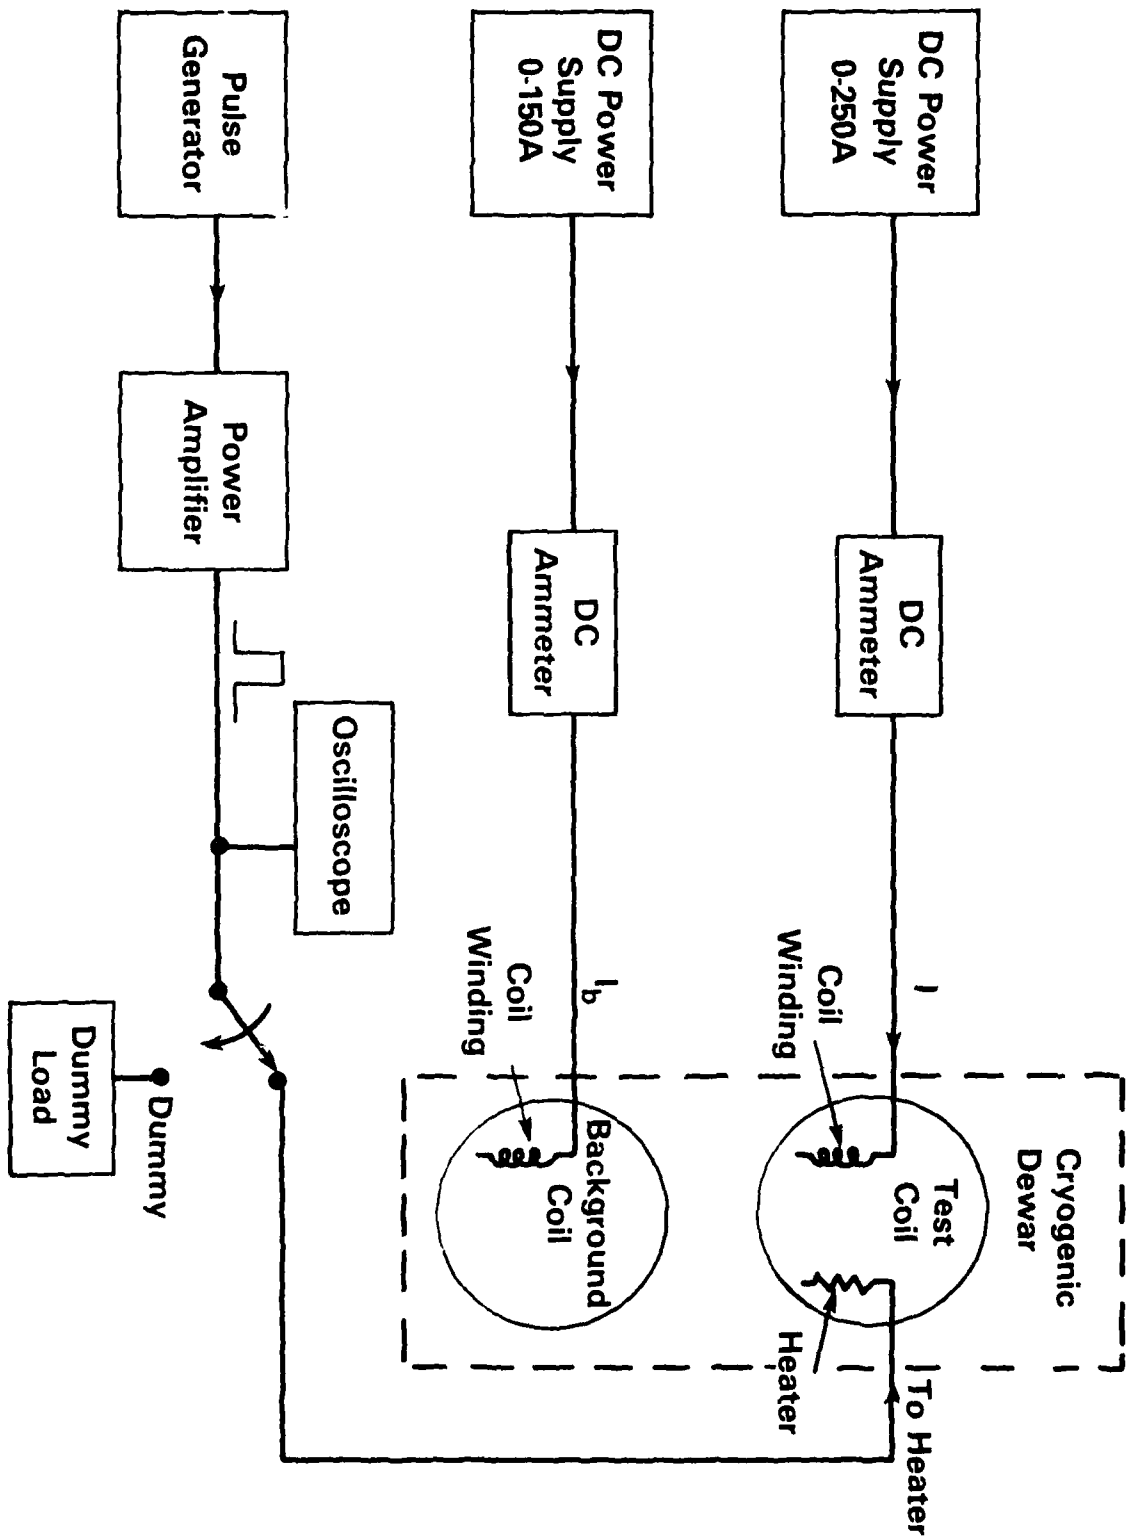 DC Power
Supply
0-250A
DC
Ammeter
I
Coil
Winding
Cryogenic
Dewar
Test
Coil
To Heater
Heater
DC Power
Supply
0-150A
DC
Ammeter
Ib
Coil
Winding
Background
Coil
Pulse
Generator
Power
Amplifier
Oscilloscope
Dummy
Dummy
Load